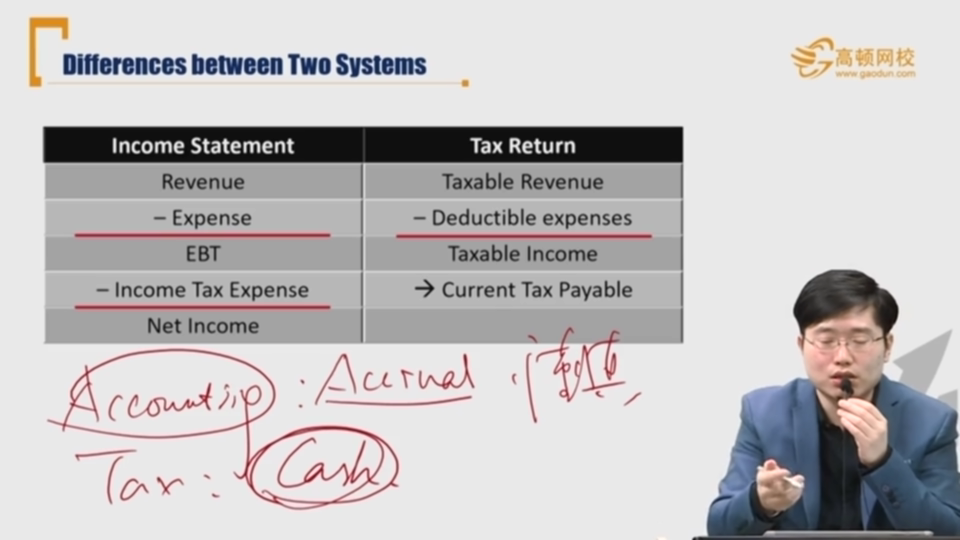 Differences between Two Systems
高顿网校
www.gaodun.com
Income Statement Tax Return
Revenue Taxable Revenue
– Expense – Deductible expenses
EBT Taxable Income
– Income Tax Expense → Current Tax Payable
Net Income
Accounting : Accrual
Tax : Cash